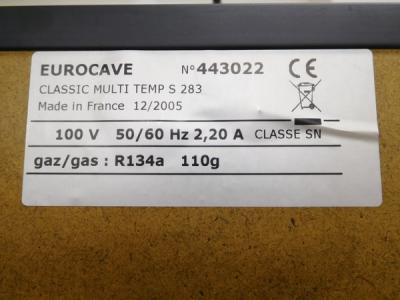 EUROCAVE N° 443022 CE
CLASSIC MULTI TEMP S 283
Made in France 12/2005
100 V 50/60 Hz 2,20 A CLASSE SN
gaz/gas : R134a 110g